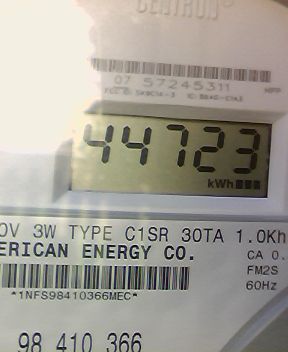 CENTRON®
07 57245311
44723
kWh
0V 3W TYPE C1SR 30TA 1.0Kh
ERICAN ENERGY CO. CA 0.
FM2S
*1NFS98410366MEC* 60Hz
98 410 366